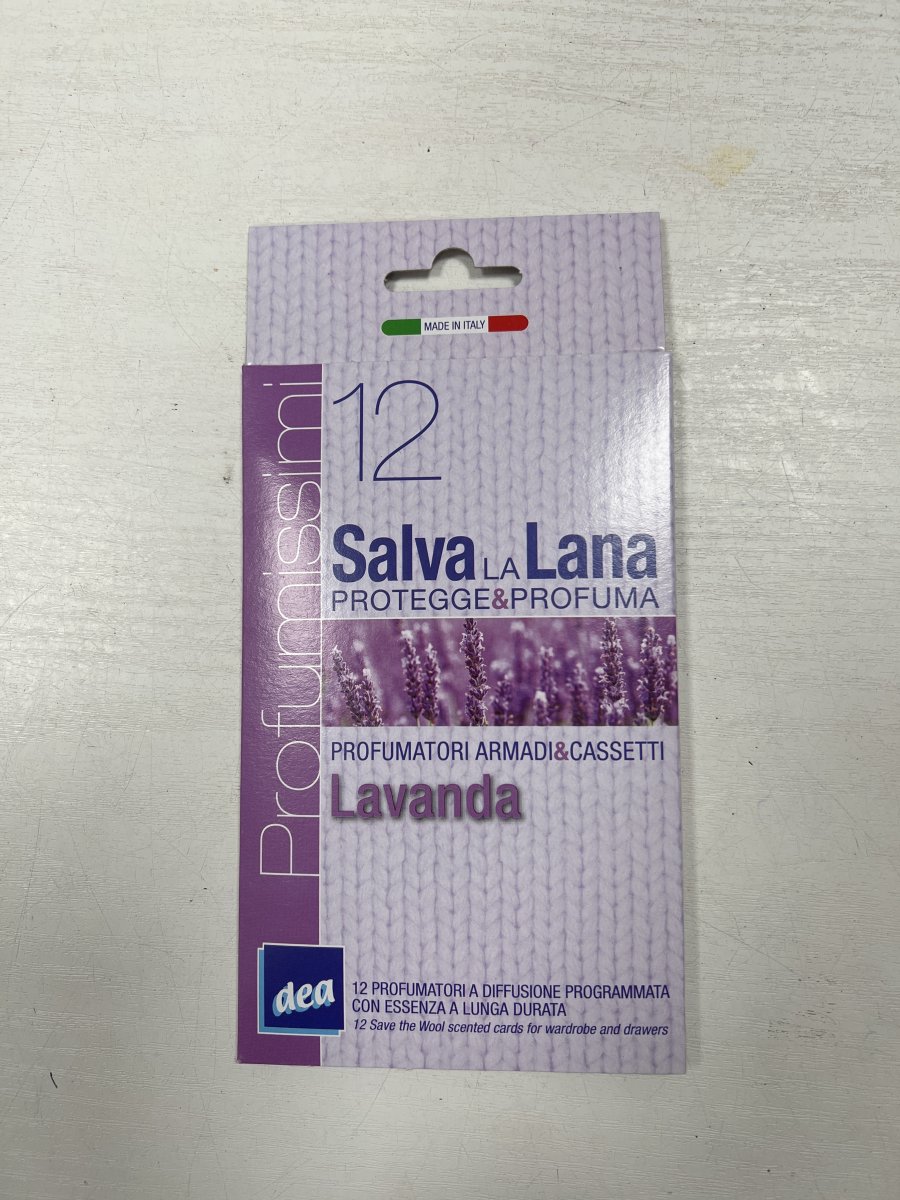 MADE IN ITALY
Profumissimi
12
Salva LA Lana
PROTEGGE&PROFUMA
PROFUMATORI ARMADI&CASSETTI
Lavanda
dea
12 PROFUMATORI A DIFFUSIONE PROGRAMMATA
CON ESSENZA A LUNGA DURATA
12 Save the Wool scented cards for wardrobe and drawers